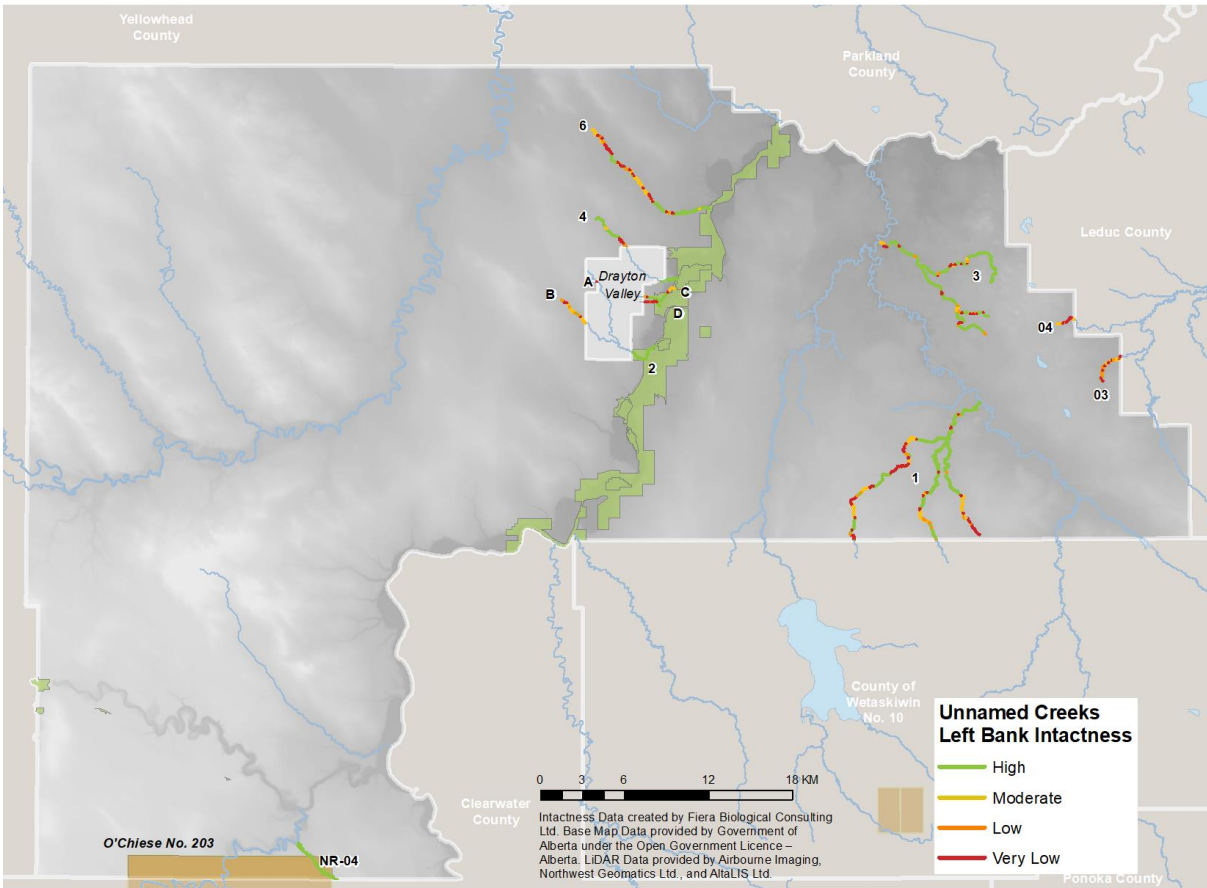 Yellowhead
County
Parkland
County
6
4
Leduc County
3
A
Drayton
Valley
B
C
D
04
2
03
1
County of
Wetaskiwin
No. 10
Unnamed Creeks
Left Bank Intactness
High
Moderate
Low
Very Low
0 3 6 12 18 KM
Clearwater
County
Intactness Data created by Fiera Biological Consulting
Ltd. Base Map Data provided by Government of
Alberta under the Open Government Licence –
Alberta. LiDAR Data provided by Airbourne Imaging,
Northwest Geomatics Ltd., and AltaLIS Ltd.
O'Chiese No. 203
NR-04
Ponoka County